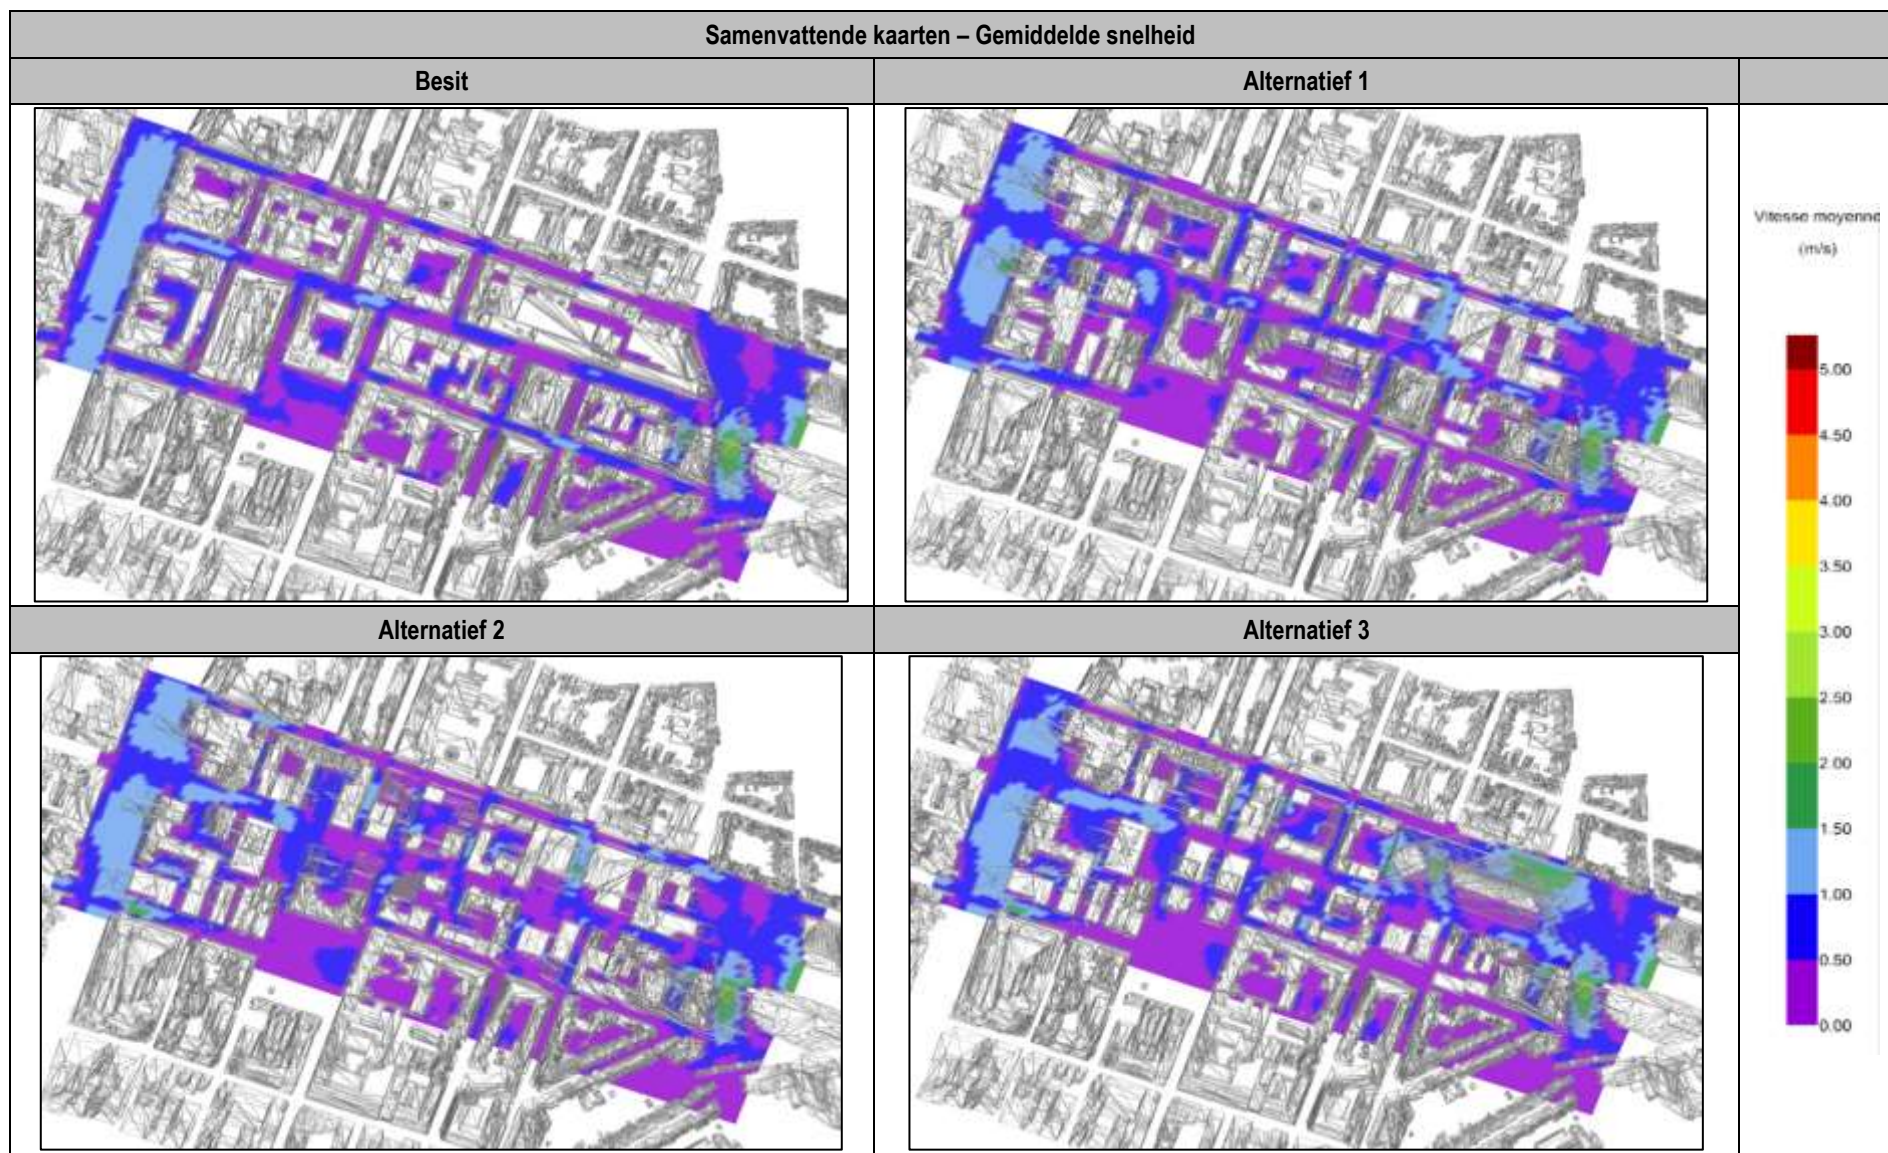 Samenvattende kaarten – Gemiddelde snelheid
Besit
Alternatief 1
Vitesse moyenne
(m/s)
5.00
4.50
4.00
3.50
3.00
2.50
2.00
1.50
1.00
0.50
0.00
Alternatief 2
Alternatief 3